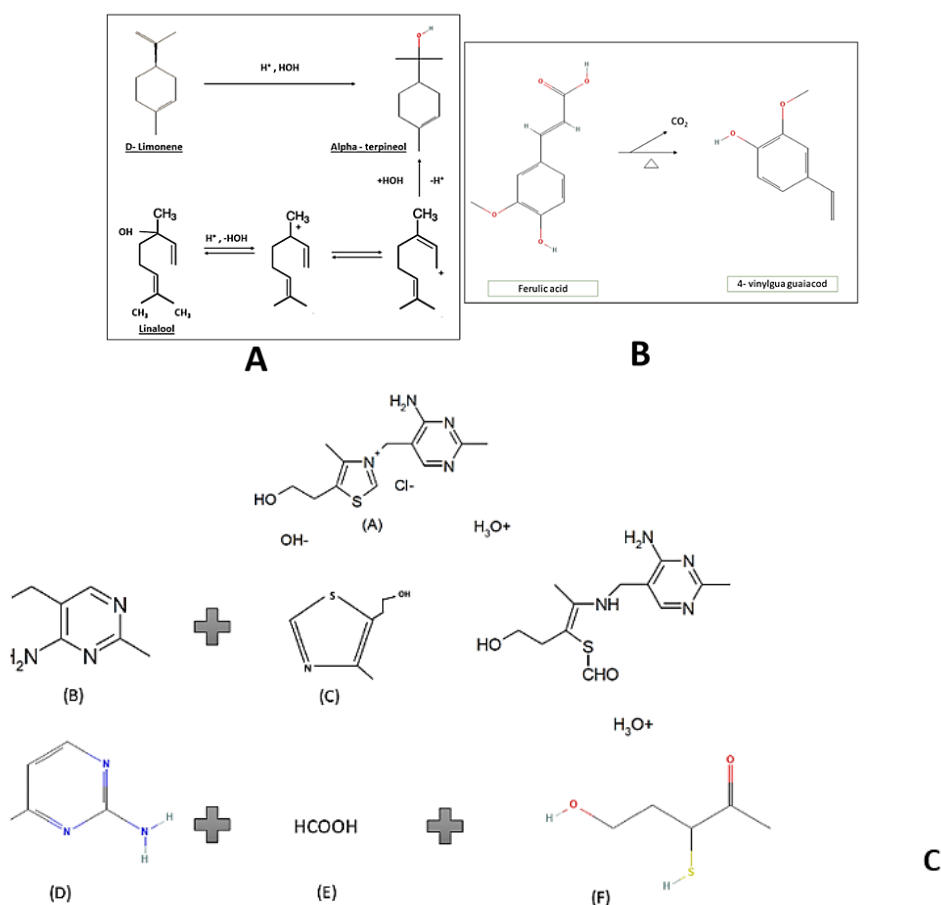 H⁺ , HOH
D- Limonene
O
H
Alpha - terpineol
+HOH
-H⁺
CH₃
OH
H⁺ , -HOH
CH₃
+
CH₃
+
CH₃
CH₃
Linalool
A
H
O
O
H
H
O
O
H
Ferulic acid
CO₂
△
O
O
H
4- vinylgua guaiacod
B
H₂N
N
N
N⁺
HO
S
Cl-
(A)
OH-
H₃O+
N
N
H₂N
(B)
S
OH
N
(C)
H₂N
N
N
NH
HO
S
CHO
H₃O+
N
N
N
H
H
(D)
HCOOH
(E)
O
H
O
S
H
(F)
C